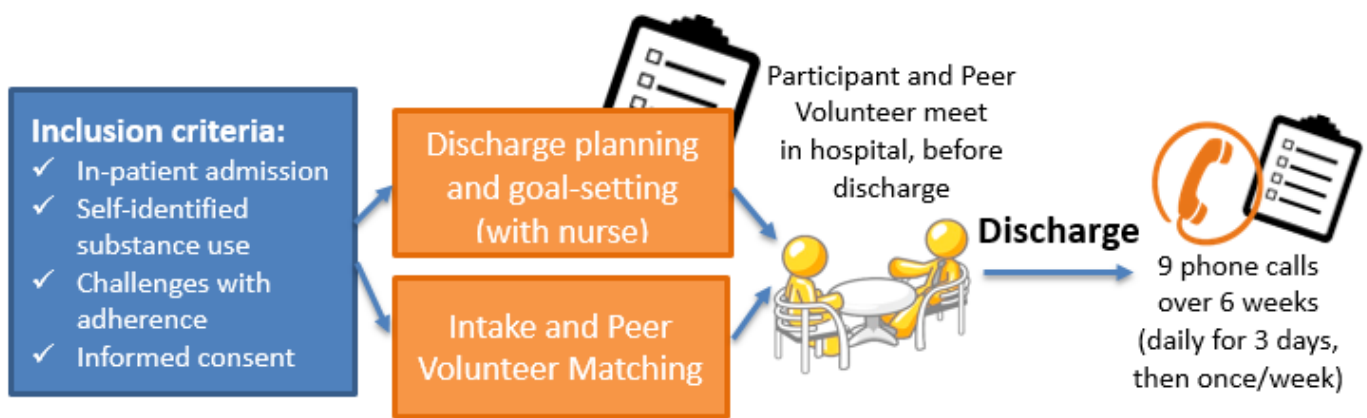 Inclusion criteria:
✓ In-patient admission
✓ Self-identified
substance use
✓ Challenges with
adherence
✓ Informed consent
Discharge planning
and goal-setting
(with nurse)
Intake and Peer
Volunteer Matching
Participant and Peer
Volunteer meet
in hospital, before
discharge
Discharge
9 phone calls
over 6 weeks
(daily for 3 days,
then once/week)